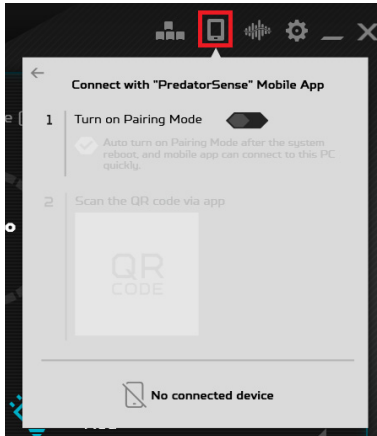 Connect with "PredatorSense" Mobile App
1 Turn on Pairing Mode
Auto turn on Pairing Mode after the system
reboot, and mobile app can connect to this PC
quickly.
2 Scan the QR code via app
QR
CODE
No connected device